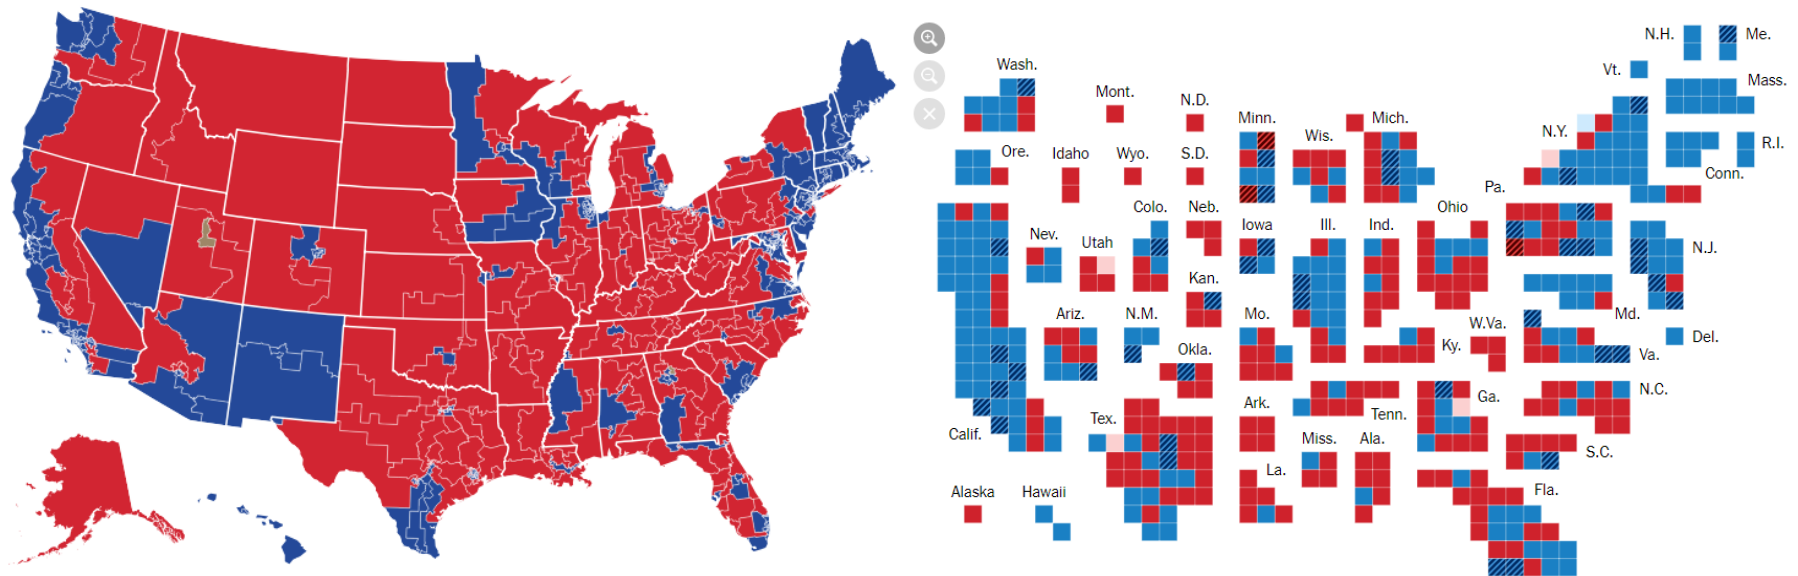 N.H.
Me.
Wash.
Vt.
Mass.
Mont.
N.D.
Minn.
Wis.
Mich.
N.Y.
R.I.
Ore.
Idaho
Wyo.
S.D.
Conn.
Pa.
Colo.
Neb.
Ohio
Nev.
Utah
Iowa
Ill.
Ind.
N.J.
Kan.
Ariz.
N.M.
Mo.
W.Va.
Md.
Okla.
Ky.
Va.
Del.
Ark.
Tenn.
Ga.
N.C.
Calif.
Tex.
Miss.
Ala.
S.C.
La.
Alaska
Hawaii
Fla.